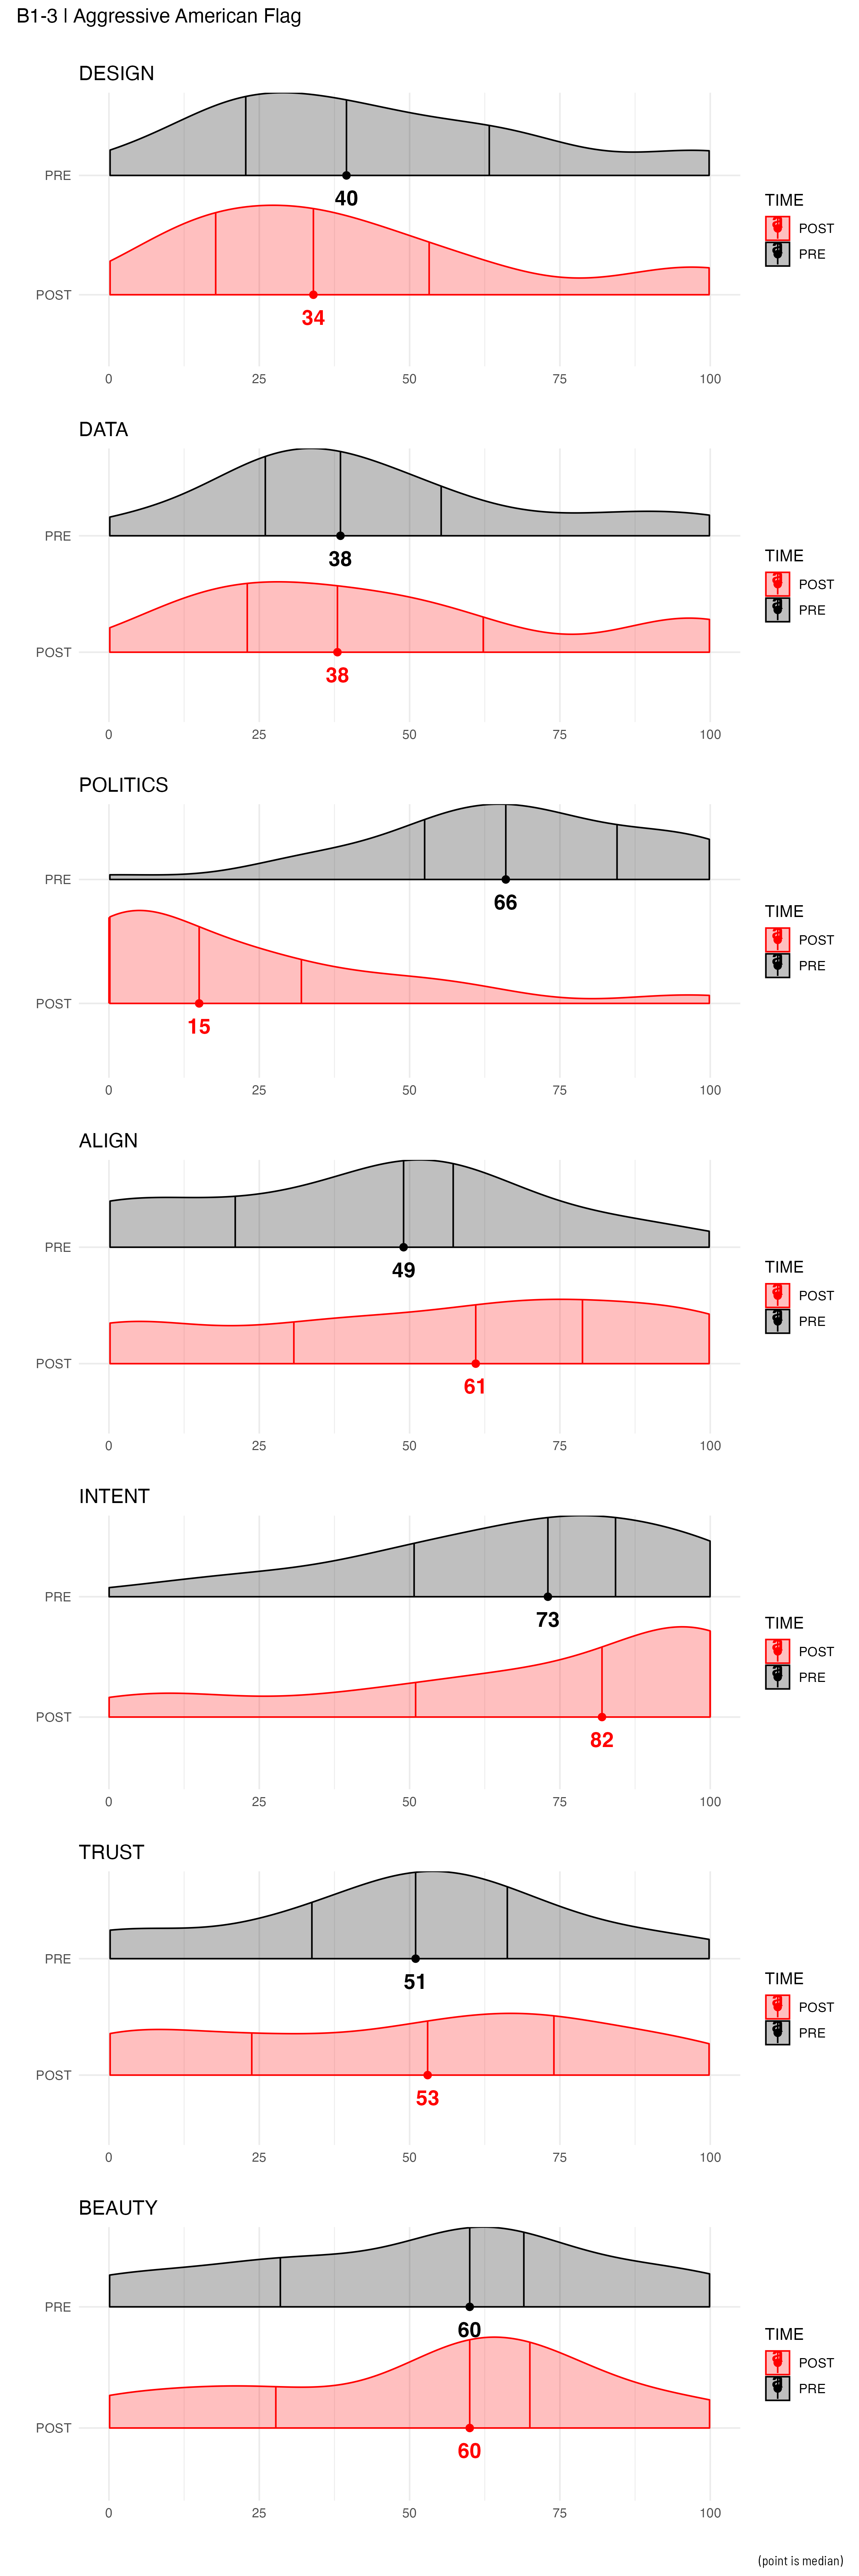 B1-3 | Aggressive American Flag
DESIGN
PRE
40
POST
34
0 25 50 75 100
TIME
POST
PRE
DATA
PRE
38
POST
38
0 25 50 75 100
TIME
POST
PRE
POLITICS
PRE
66
POST
15
0 25 50 75 100
TIME
POST
PRE
ALIGN
PRE
49
POST
61
0 25 50 75 100
TIME
POST
PRE
INTENT
PRE
73
POST
82
0 25 50 75 100
TIME
POST
PRE
TRUST
PRE
51
POST
53
0 25 50 75 100
TIME
POST
PRE
BEAUTY
PRE
60
POST
60
0 25 50 75 100
TIME
POST
PRE
(point is median)